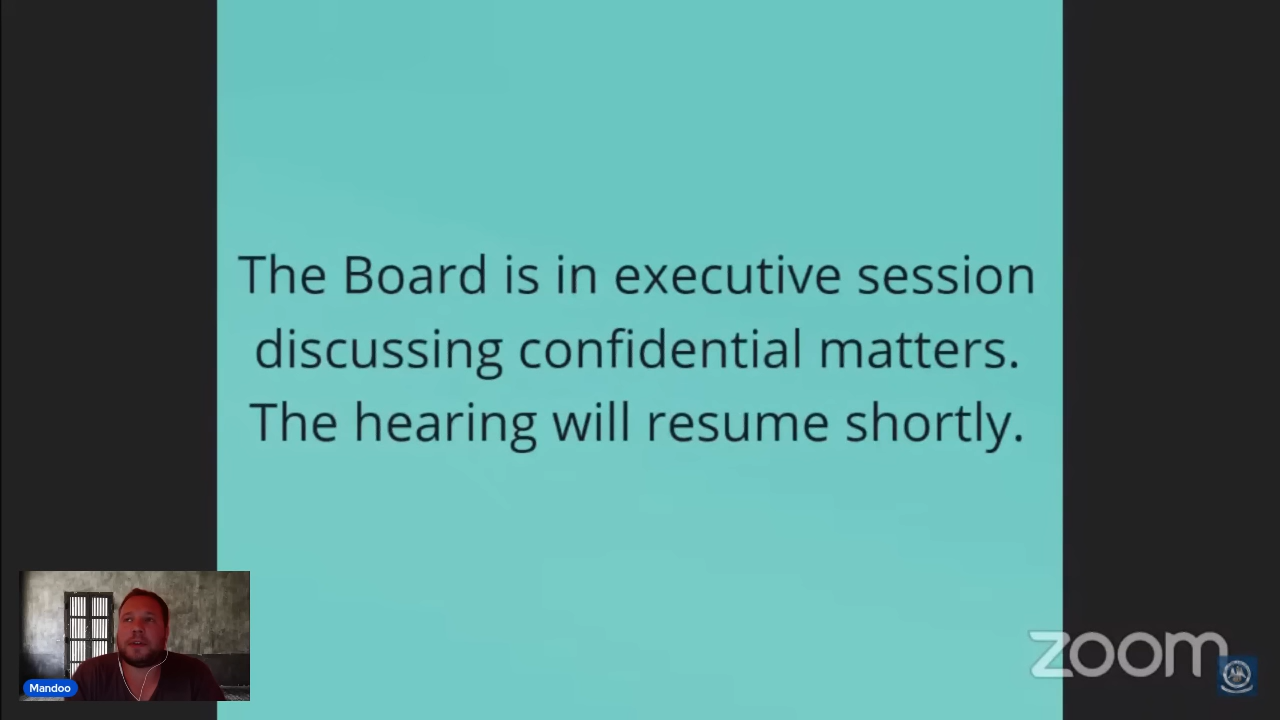 The Board is in executive session
discussing confidential matters.
The hearing will resume shortly.
zoom
Mandoo